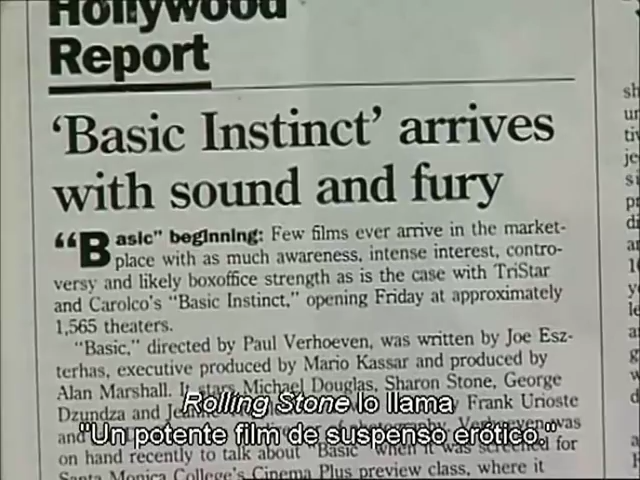 Hollywood
Report
'Basic Instinct' arrives
with sound and fury
"Basic" beginning: Few films ever arrive in the market-
place with as much awareness, intense interest, contro-
versy and likely boxoffice strength as is the case with TriStar
and Carolco's "Basic Instinct," opening Friday at approximately
1,565 theaters.
"Basic," directed by Paul Verhoeven, was written by Joe Esz-
terhas, executive produced by Mario Kassar and produced by
Alan Marshall. It stars Michael Douglas, Sharon Stone, George
Dzundza and Frank Urioste
and Verhoeven was
on hand recently to talk about "Basic" when it was screened for
Santa Monica College's Cinema Plus preview class, where it
Rolling Stone lo llama
"Un potente film de suspenso erótico."